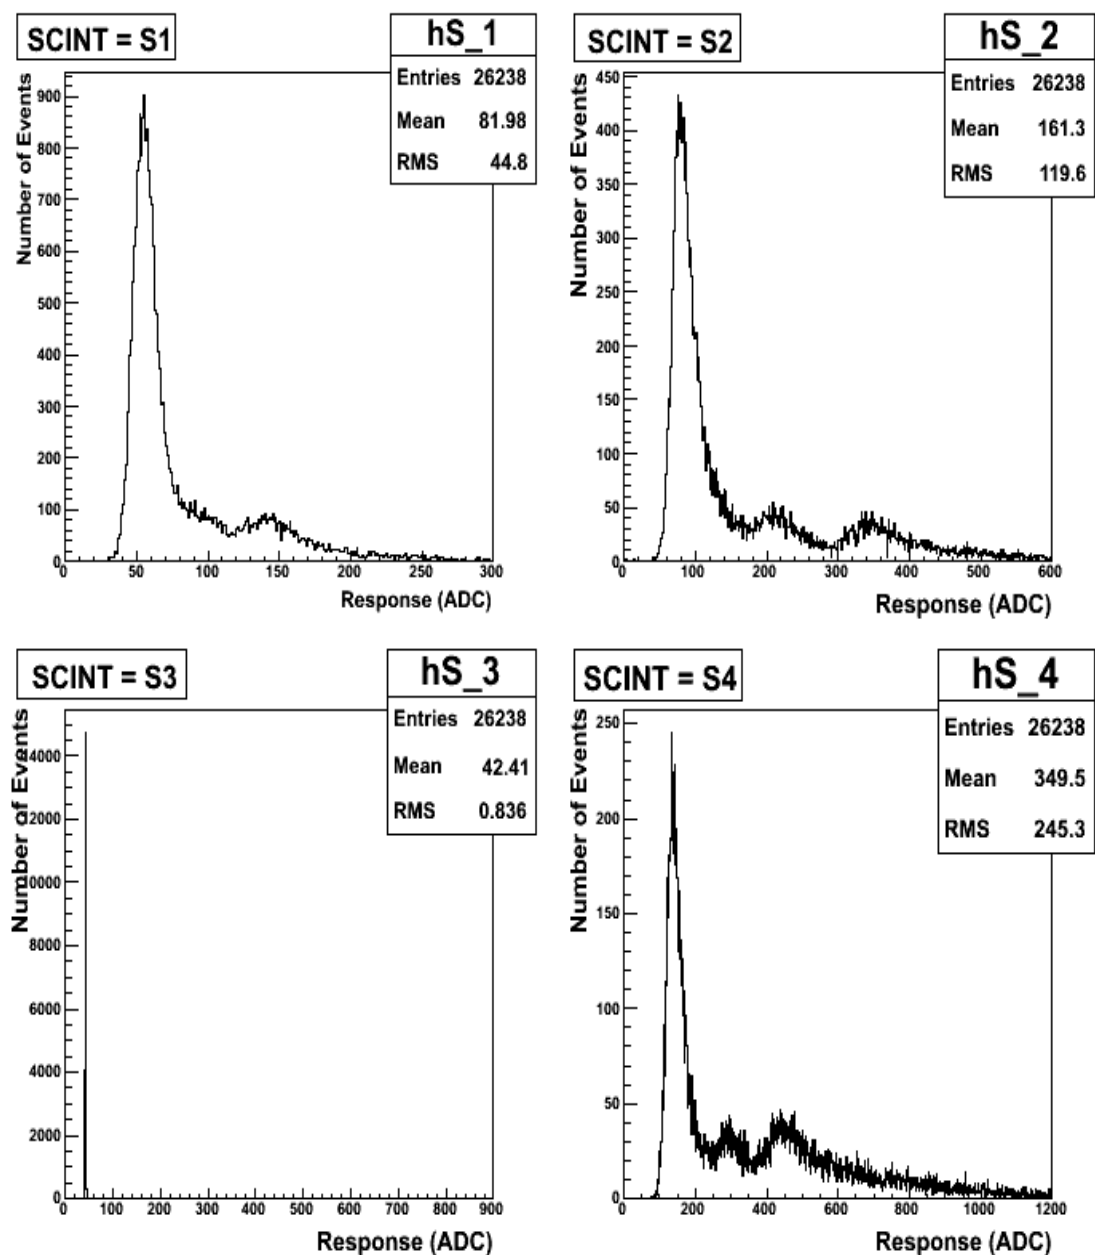 SCINT = S1
hS_1
Entries 26238
Mean 81.98
RMS 44.8
Number of Events
900
800
700
600
500
400
300
200
100
0
0 50 100 150 200 250 300
Response (ADC)
SCINT = S2
hS_2
Entries 26238
Mean 161.3
RMS 119.6
Number of Events
450
400
350
300
250
200
150
100
50
0
0 100 200 300 400 500 600
Response (ADC)
SCINT = S3
hS_3
Entries 26238
Mean 42.41
RMS 0.836
Number of Events
14000
12000
10000
8000
6000
4000
2000
0
0 100 200 300 400 500 600 700 800 900
Response (ADC)
SCINT = S4
hS_4
Entries 26238
Mean 349.5
RMS 245.3
Number of Events
250
200
150
100
50
0
0 200 400 600 800 1000 1200
Response (ADC)